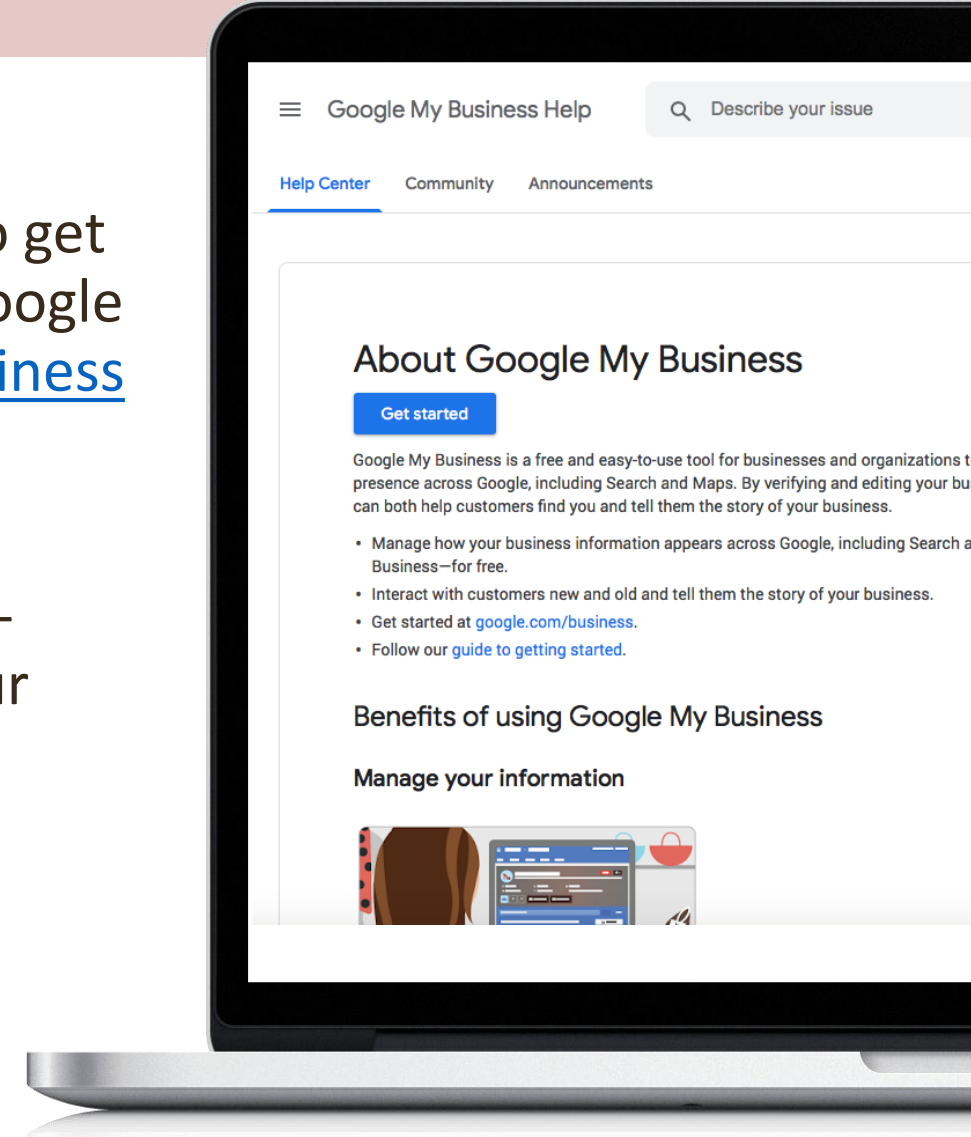 get
oogle
iness
ur
Google My Business Help
Describe your issue
Help Center Community Announcements
About Google My Business
Get started
Google My Business is a free and easy-to-use tool for businesses and organizations t
presence across Google, including Search and Maps. By verifying and editing your bu
can both help customers find you and tell them the story of your business.
• Manage how your business information appears across Google, including Search a
Business—for free.
• Interact with customers new and old and tell them the story of your business.
• Get started at google.com/business.
• Follow our guide to getting started.
Benefits of using Google My Business
Manage your information